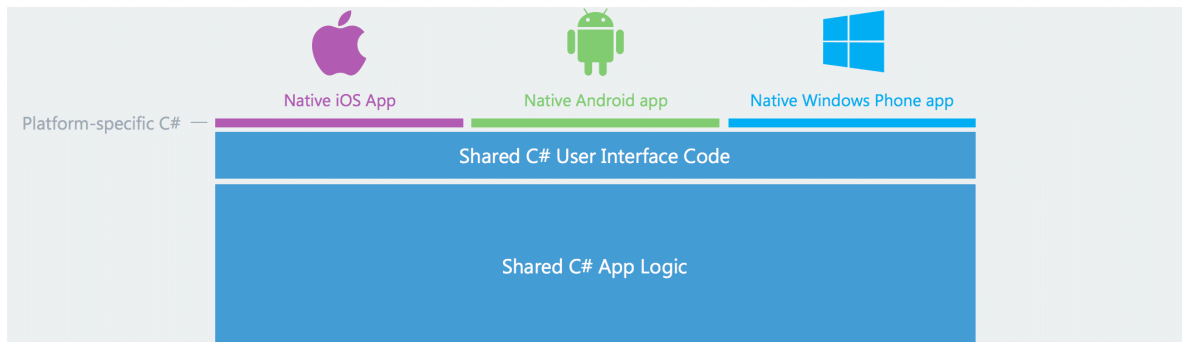 Native iOS App
Native Android app
Native Windows Phone app
Platform-specific C#
Shared C# User Interface Code
Shared C# App Logic